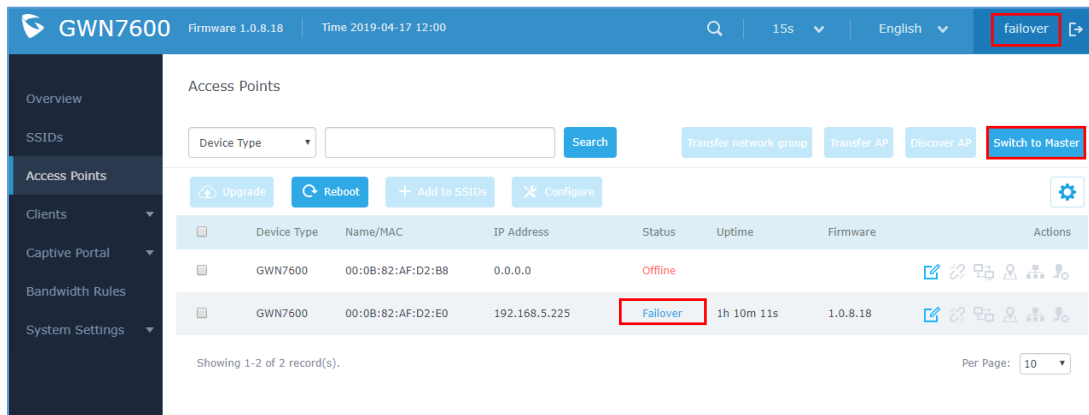 GWN7600 Firmware 1.0.8.18 Time 2019-04-17 12:00 15s English failover
Overview
SSIDs
Access Points
Clients
Captive Portal
Bandwidth Rules
System Settings
Access Points
Device Type Search Transfer network group Transfer AP Discover AP Switch to Master
Upgrade Reboot + Add to SSIDs Configure
Device Type Name/MAC IP Address Status Uptime Firmware Actions
GWN7600 00:0B:82:AF:D2:B8 0.0.0.0 Offline
GWN7600 00:0B:82:AF:D2:E0 192.168.5.225 Failover 1h 10m 11s 1.0.8.18
Showing 1-2 of 2 record(s). Per Page: 10